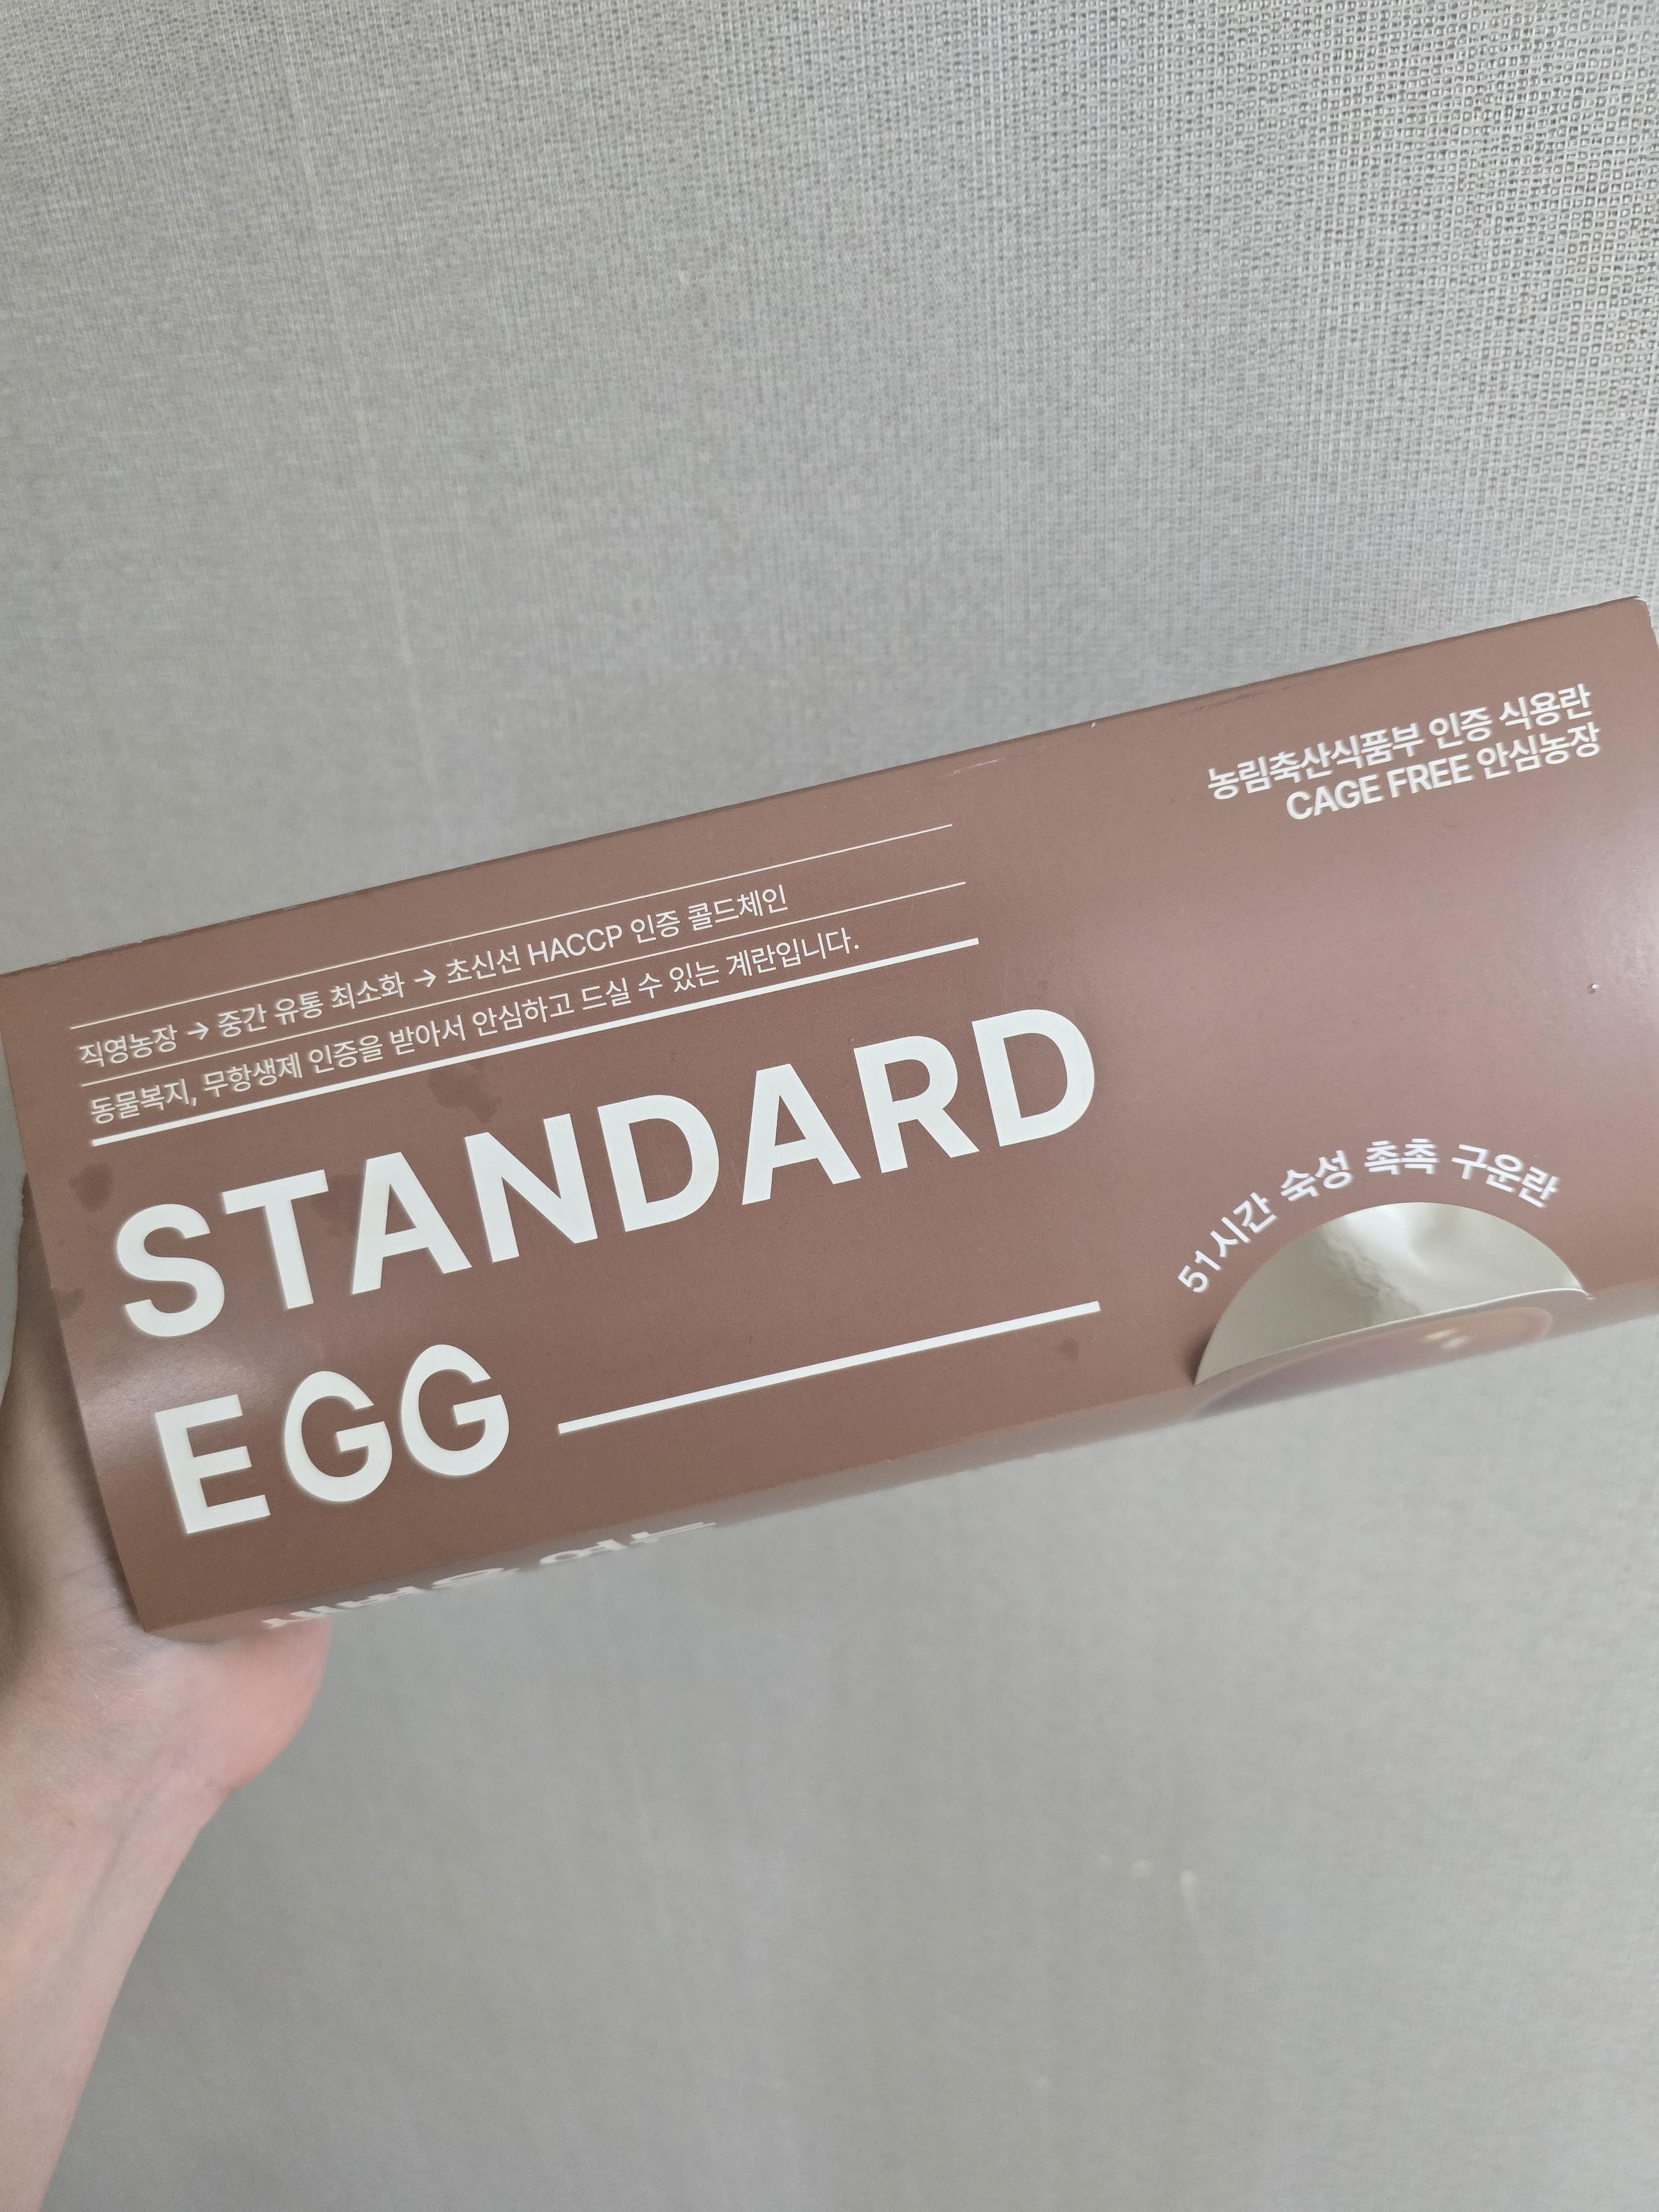 농림축산식품부 인증 식용란
CAGE FREE 안심농장
직영농장 → 중간 유통 최소화 → 초신선 HACCP 인증 콜드체인
동물복지, 무항생제 인증을 받아서 안심하고 드실 수 있는 계란입니다.
STANDARD
EGG
51시간 숙성 촉촉 구운란